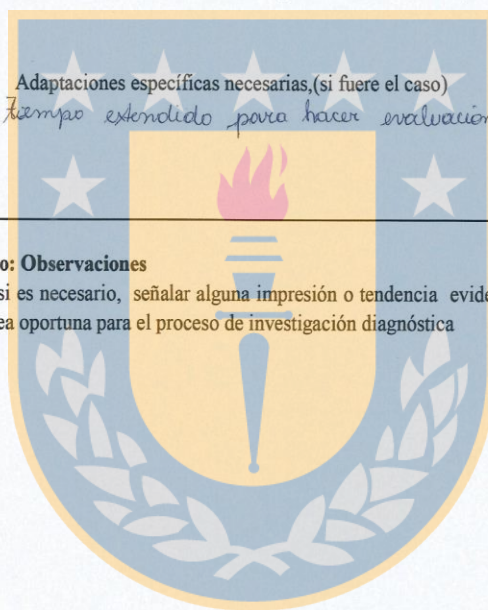 Adaptaciones específicas necesarias,(si fuere el caso)
Tiempo extendido para hacer evaluación
o: Observaciones
si es necesario, señalar alguna impresión o tendencia evide
ea oportuna para el proceso de investigación diagnóstica